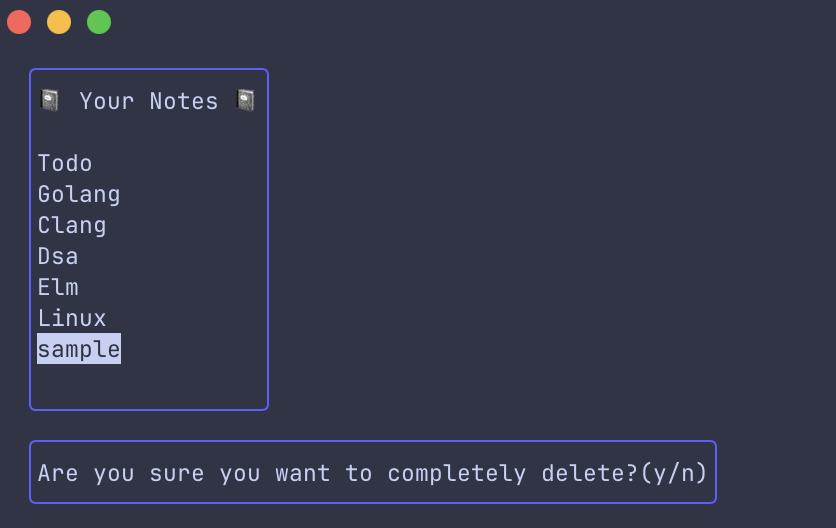 Your Notes
Todo
Golang
Clang
Dsa
Elm
Linux
sample
Are you sure you want to completely delete?(y/n)